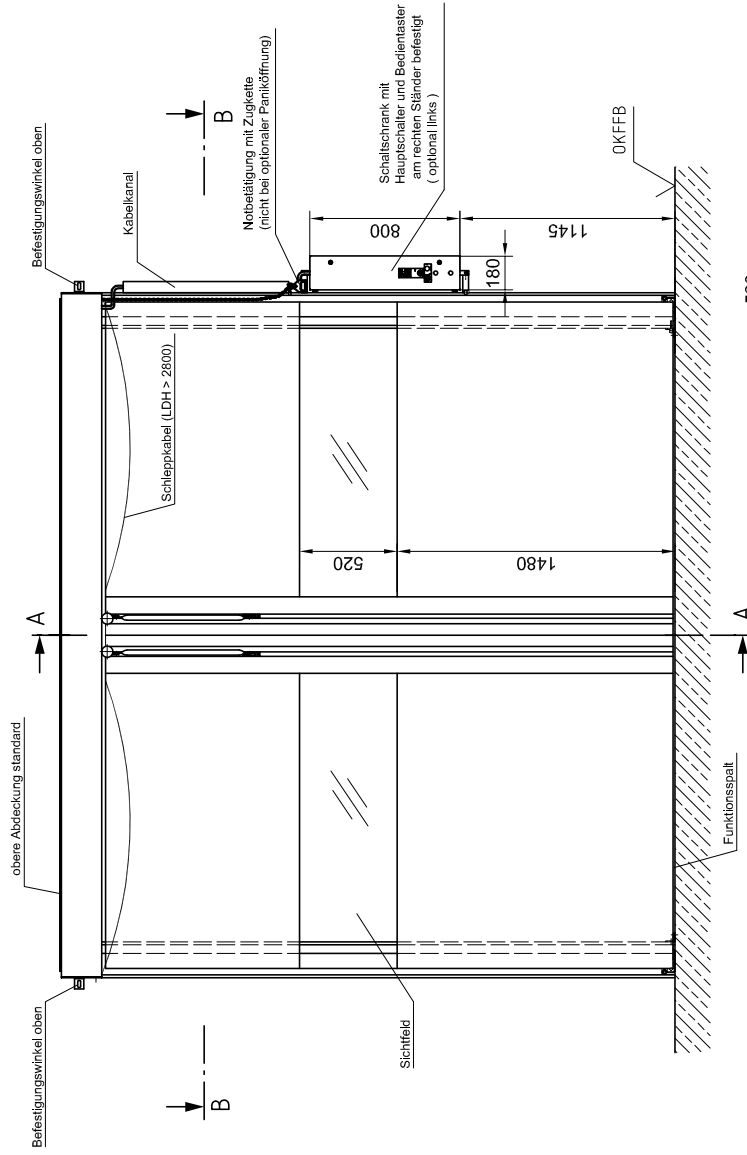 obere Abdeckung standard
Befestigungswinkel oben
A
Befestigungswinkel oben
Kabelkanal
Schleppkabel (LDH > 2800)
B
B
Notbetätigung mit Zugkette
(nicht bei optionaler Paniköffnung)
Schaltschrank mit
Hauptschalter und Bedientaster
am rechten Ständer befestigt
( optional links )
Sichtfeld
520
800
180
1480
1145
OKFFB
Funktionsspalt
A